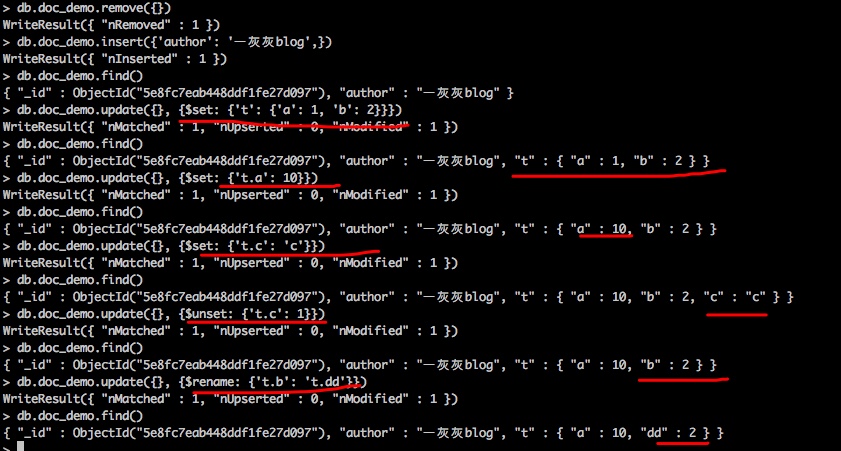 > db.doc_demo.remove({})
WriteResult({ "nRemoved" : 1 })
> db.doc_demo.insert({'author': '一灰灰blog',})
WriteResult({ "nInserted" : 1 })
> db.doc_demo.find()
{ "_id" : ObjectId("5e8fc7eab448ddf1fe27d097"), "author" : "一灰灰blog" }
> db.doc_demo.update({}, {$set: {'t': {'a': 1, 'b': 2}}})
WriteResult({ "nMatched" : 1, "nUpserted" : 0, "nModified" : 1 })
> db.doc_demo.find()
{ "_id" : ObjectId("5e8fc7eab448ddf1fe27d097"), "author" : "一灰灰blog", "t" : { "a" : 1, "b" : 2 } }
> db.doc_demo.update({}, {$set: {'t.a': 10}})
WriteResult({ "nMatched" : 1, "nUpserted" : 0, "nModified" : 1 })
> db.doc_demo.find()
{ "_id" : ObjectId("5e8fc7eab448ddf1fe27d097"), "author" : "一灰灰blog", "t" : { "a" : 10, "b" : 2 } }
> db.doc_demo.update({}, {$set: {'t.c': 'c'}})
WriteResult({ "nMatched" : 1, "nUpserted" : 0, "nModified" : 1 })
> db.doc_demo.find()
{ "_id" : ObjectId("5e8fc7eab448ddf1fe27d097"), "author" : "一灰灰blog", "t" : { "a" : 10, "b" : 2, "c" : "c" } }
> db.doc_demo.update({}, {$unset: {'t.c': 1}})
WriteResult({ "nMatched" : 1, "nUpserted" : 0, "nModified" : 1 })
> db.doc_demo.find()
{ "_id" : ObjectId("5e8fc7eab448ddf1fe27d097"), "author" : "一灰灰blog", "t" : { "a" : 10, "b" : 2 } }
> db.doc_demo.update({}, {$rename: {'t.b': 't.dd'}})
WriteResult({ "nMatched" : 1, "nUpserted" : 0, "nModified" : 1 })
> db.doc_demo.find()
{ "_id" : ObjectId("5e8fc7eab448ddf1fe27d097"), "author" : "一灰灰blog", "t" : { "a" : 10, "dd" : 2 } }
>